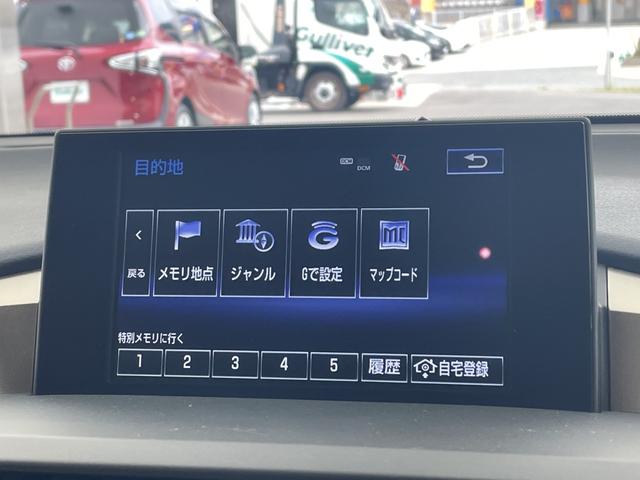 Gulliver
目的地
DCM
<
戻る
メモリ地点
ジャンル
Gで設定
マップコード
特別メモリに行く
1 2 3 4 5 履歴 自宅登録